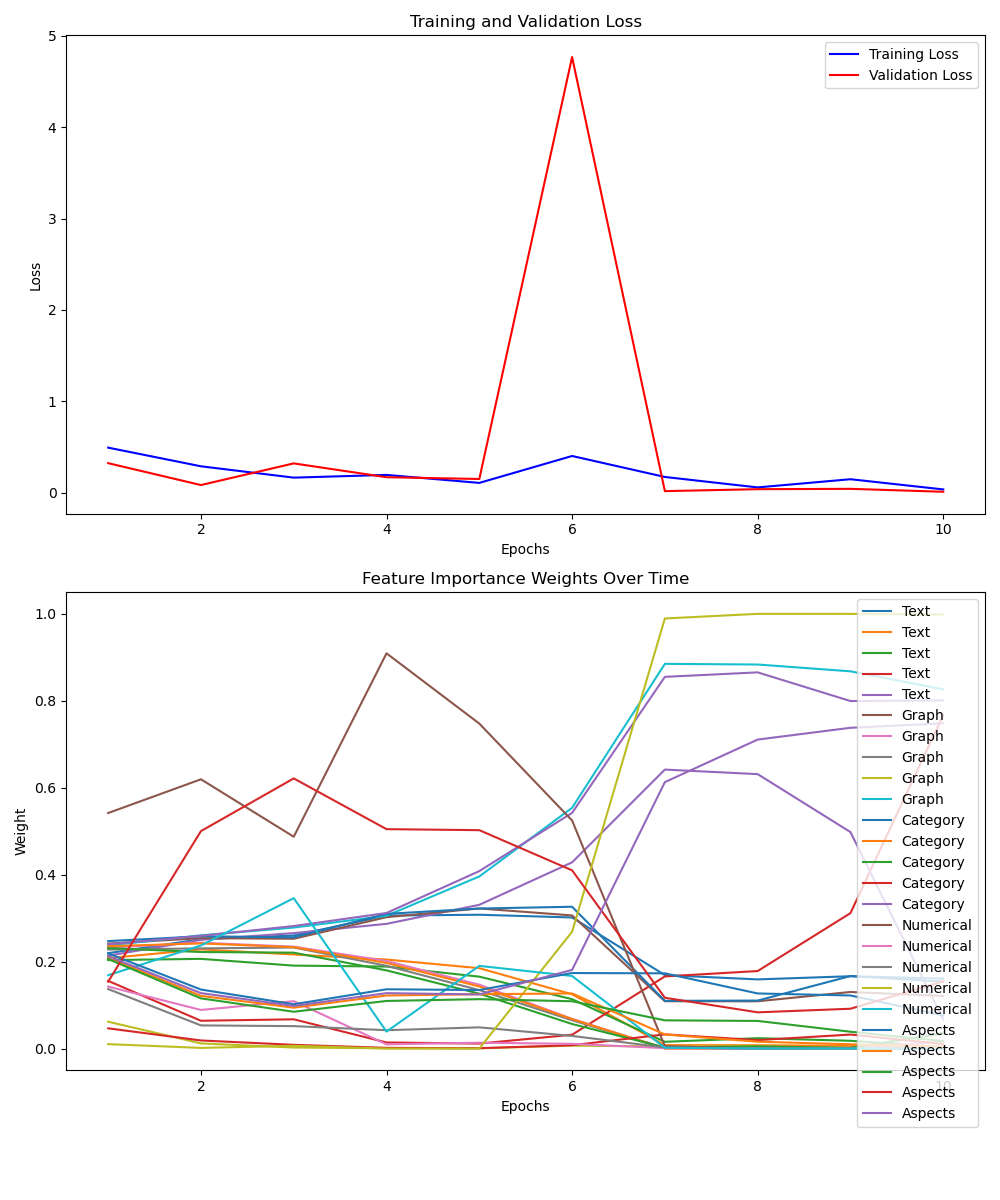 Training and Validation Loss
5
4
3
2
1
0
Loss
Training Loss
Validation Loss
2 4 6 8 10
Epochs
Feature Importance Weights Over Time
1.0
0.8
0.6
0.4
0.2
0.0
Weight
Text
Text
Text
Text
Text
Graph
Graph
Graph
Graph
Graph
Category
Category
Category
Category
Category
Numerical
Numerical
Numerical
Numerical
Numerical
Aspects
Aspects
Aspects
Aspects
Aspects
2 4 6 8 10
Epochs